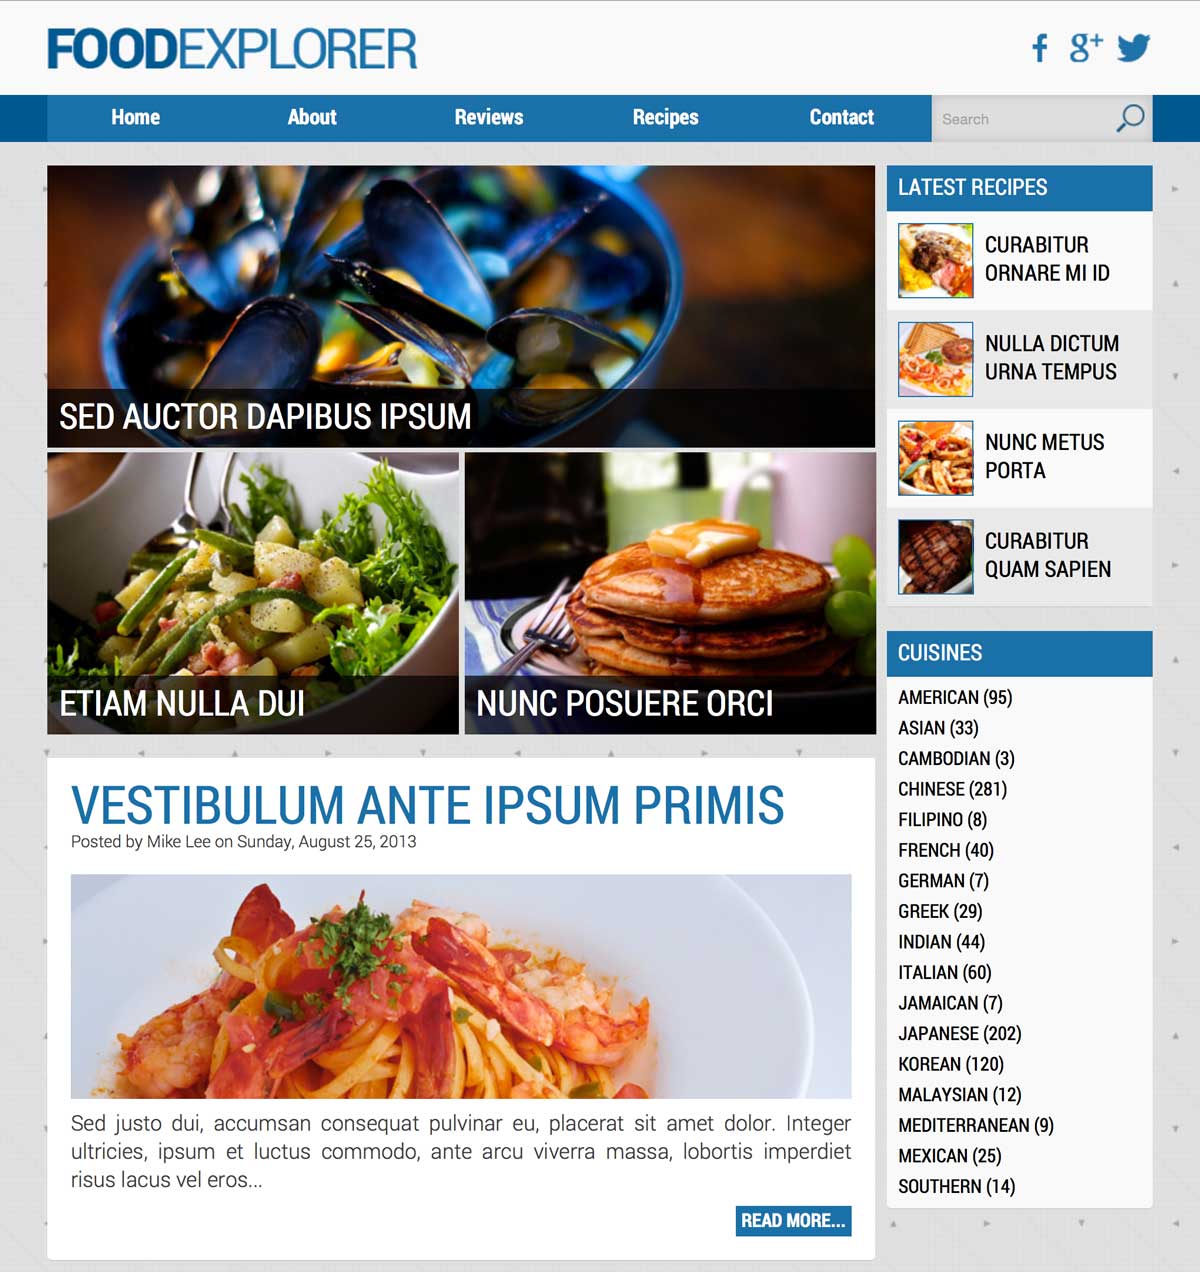 FOODEXPLORER
Home About Reviews Recipes Contact Search
SED AUCTOR DAPIBUS IPSUM
ETIAM NULLA DUI
NUNC POSUERE ORCI
VESTIBULUM ANTE IPSUM PRIMIS
Posted by Mike Lee on Sunday, August 25, 2013
Sed justo dui, accumsan consequat pulvinar eu, placerat sit amet dolor. Integer
ultricies, ipsum et luctus commodo, ante arcu viverra massa, lobortis imperdiet
risus lacus vel eros...
READ MORE...
LATEST RECIPES
CURABITUR
ORNARE MI ID
NULLA DICTUM
URNA TEMPUS
NUNC METUS
PORTA
CURABITUR
QUAM SAPIEN
CUISINES
AMERICAN (95)
ASIAN (33)
CAMBODIAN (3)
CHINESE (281)
FILIPINO (8)
FRENCH (40)
GERMAN (7)
GREEK (29)
INDIAN (44)
ITALIAN (60)
JAMAICAN (7)
JAPANESE (202)
KOREAN (120)
MALAYSIAN (12)
MEDITERRANEAN (9)
MEXICAN (25)
SOUTHERN (14)